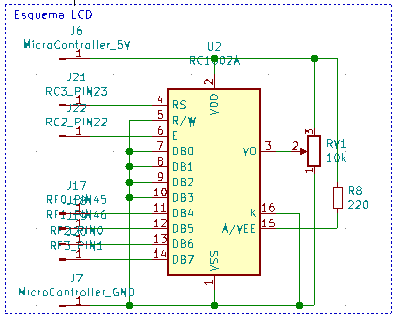 Esquema LCD
J6
MicroController_5V
1
U2
RC1602A
J21
RC3_PIN23
1
J22
RC2_PIN22
1
2
VDD
4 RS
5 R/W
6 E
7 DB0
8 DB1
9 DB2
10 DB3
11 DB4
12 DB5
13 DB6
14 DB7
VO 3
K 16
A/VEE 15
VSS
1
2
3
1
RV1
10k
R8
220
J17
RF0_PIN45
RF1_PIN46
RF2_PIN0
RF3_PIN1
J7
MicroController_GND
1